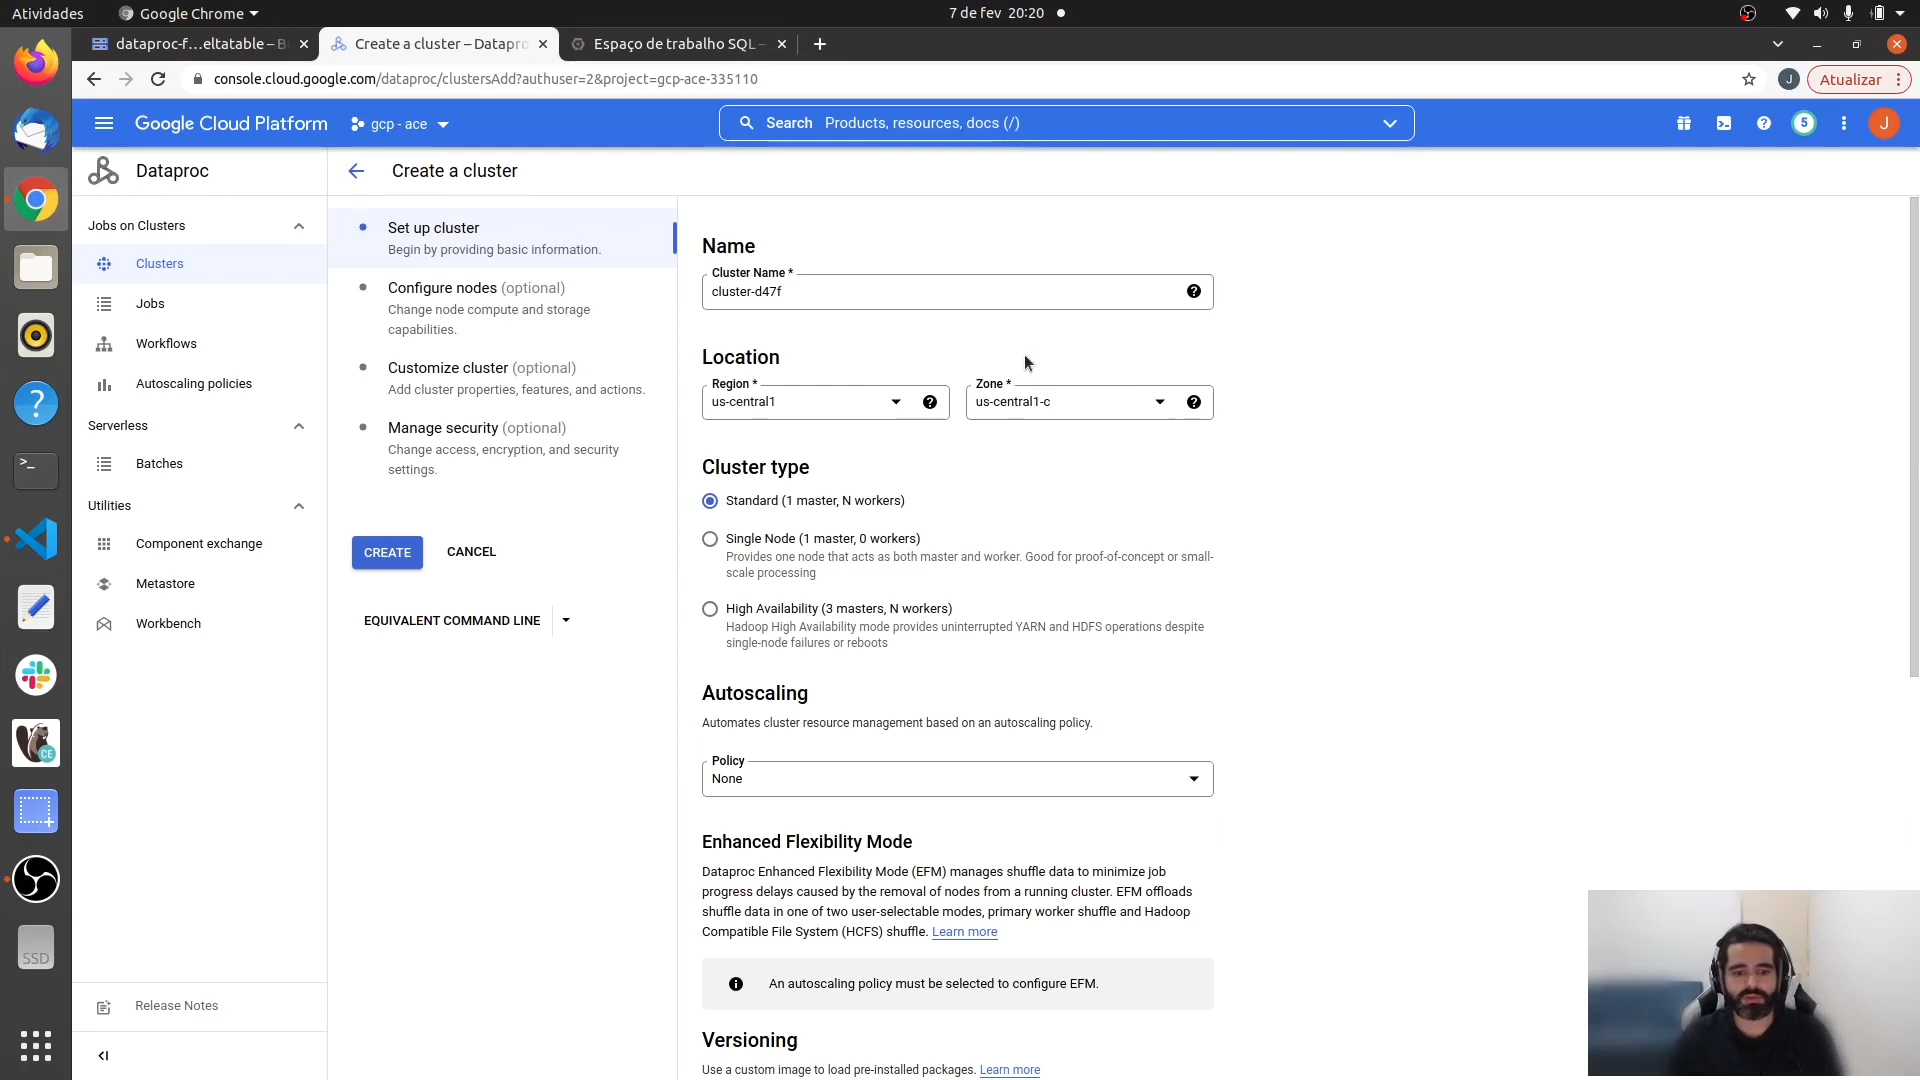 Atividades
Google Chrome
7 de fev 20:20
dataproc-f…eltatable – B
Create a cluster – Datapro
Espaço de trabalho SQL –
console.cloud.google.com/dataproc/clustersAdd?authuser=2&project=gcp-ace-335110
J
Atualizar
Google Cloud Platform
gcp - ace
Search Products, resources, docs (/)
5
J
Dataproc
Create a cluster
Jobs on Clusters
Clusters
Jobs
Workflows
Autoscaling policies
Serverless
Batches
Utilities
Component exchange
Metastore
Workbench
Release Notes
Set up cluster
Begin by providing basic information.
Configure nodes (optional)
Change node compute and storage
capabilities.
Customize cluster (optional)
Add cluster properties, features, and actions.
Manage security (optional)
Change access, encryption, and security
settings.
CREATE
CANCEL
EQUIVALENT COMMAND LINE
Name
Cluster Name *
cluster-d47f
Location
Region *
us-central1
Zone *
us-central1-c
Cluster type
Standard (1 master, N workers)
Single Node (1 master, 0 workers)
Provides one node that acts as both master and worker. Good for proof-of-concept or small-
scale processing
High Availability (3 masters, N workers)
Hadoop High Availability mode provides uninterrupted YARN and HDFS operations despite
single-node failures or reboots
Autoscaling
Automates cluster resource management based on an autoscaling policy.
Policy
None
Enhanced Flexibility Mode
Dataproc Enhanced Flexibility Mode (EFM) manages shuffle data to minimize job
progress delays caused by the removal of nodes from a running cluster. EFM offloads
shuffle data in one of two user-selectable modes, primary worker shuffle and Hadoop
Compatible File System (HCFS) shuffle. Learn more
An autoscaling policy must be selected to configure EFM.
Versioning
Use a custom image to load pre-installed packages. Learn more
CE
SSD